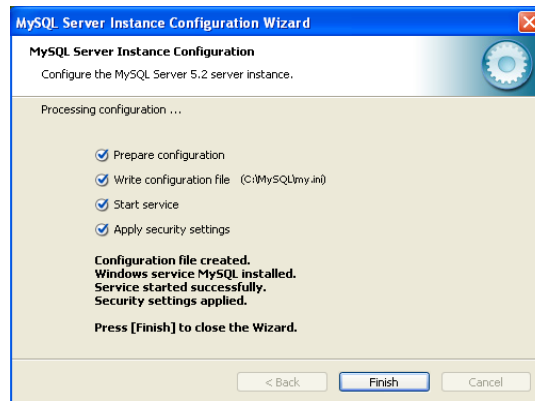 MySQL Server Instance Configuration Wizard
MySQL Server Instance Configuration
Configure the MySQL Server 5.2 server instance.
Processing configuration ...
Prepare configuration
Write configuration file (C:\MySQL\my.ini)
Start service
Apply security settings
Configuration file created.
Windows service MySQL installed.
Service started successfully.
Security settings applied.
Press [Finish] to close the Wizard.
< Back Finish Cancel